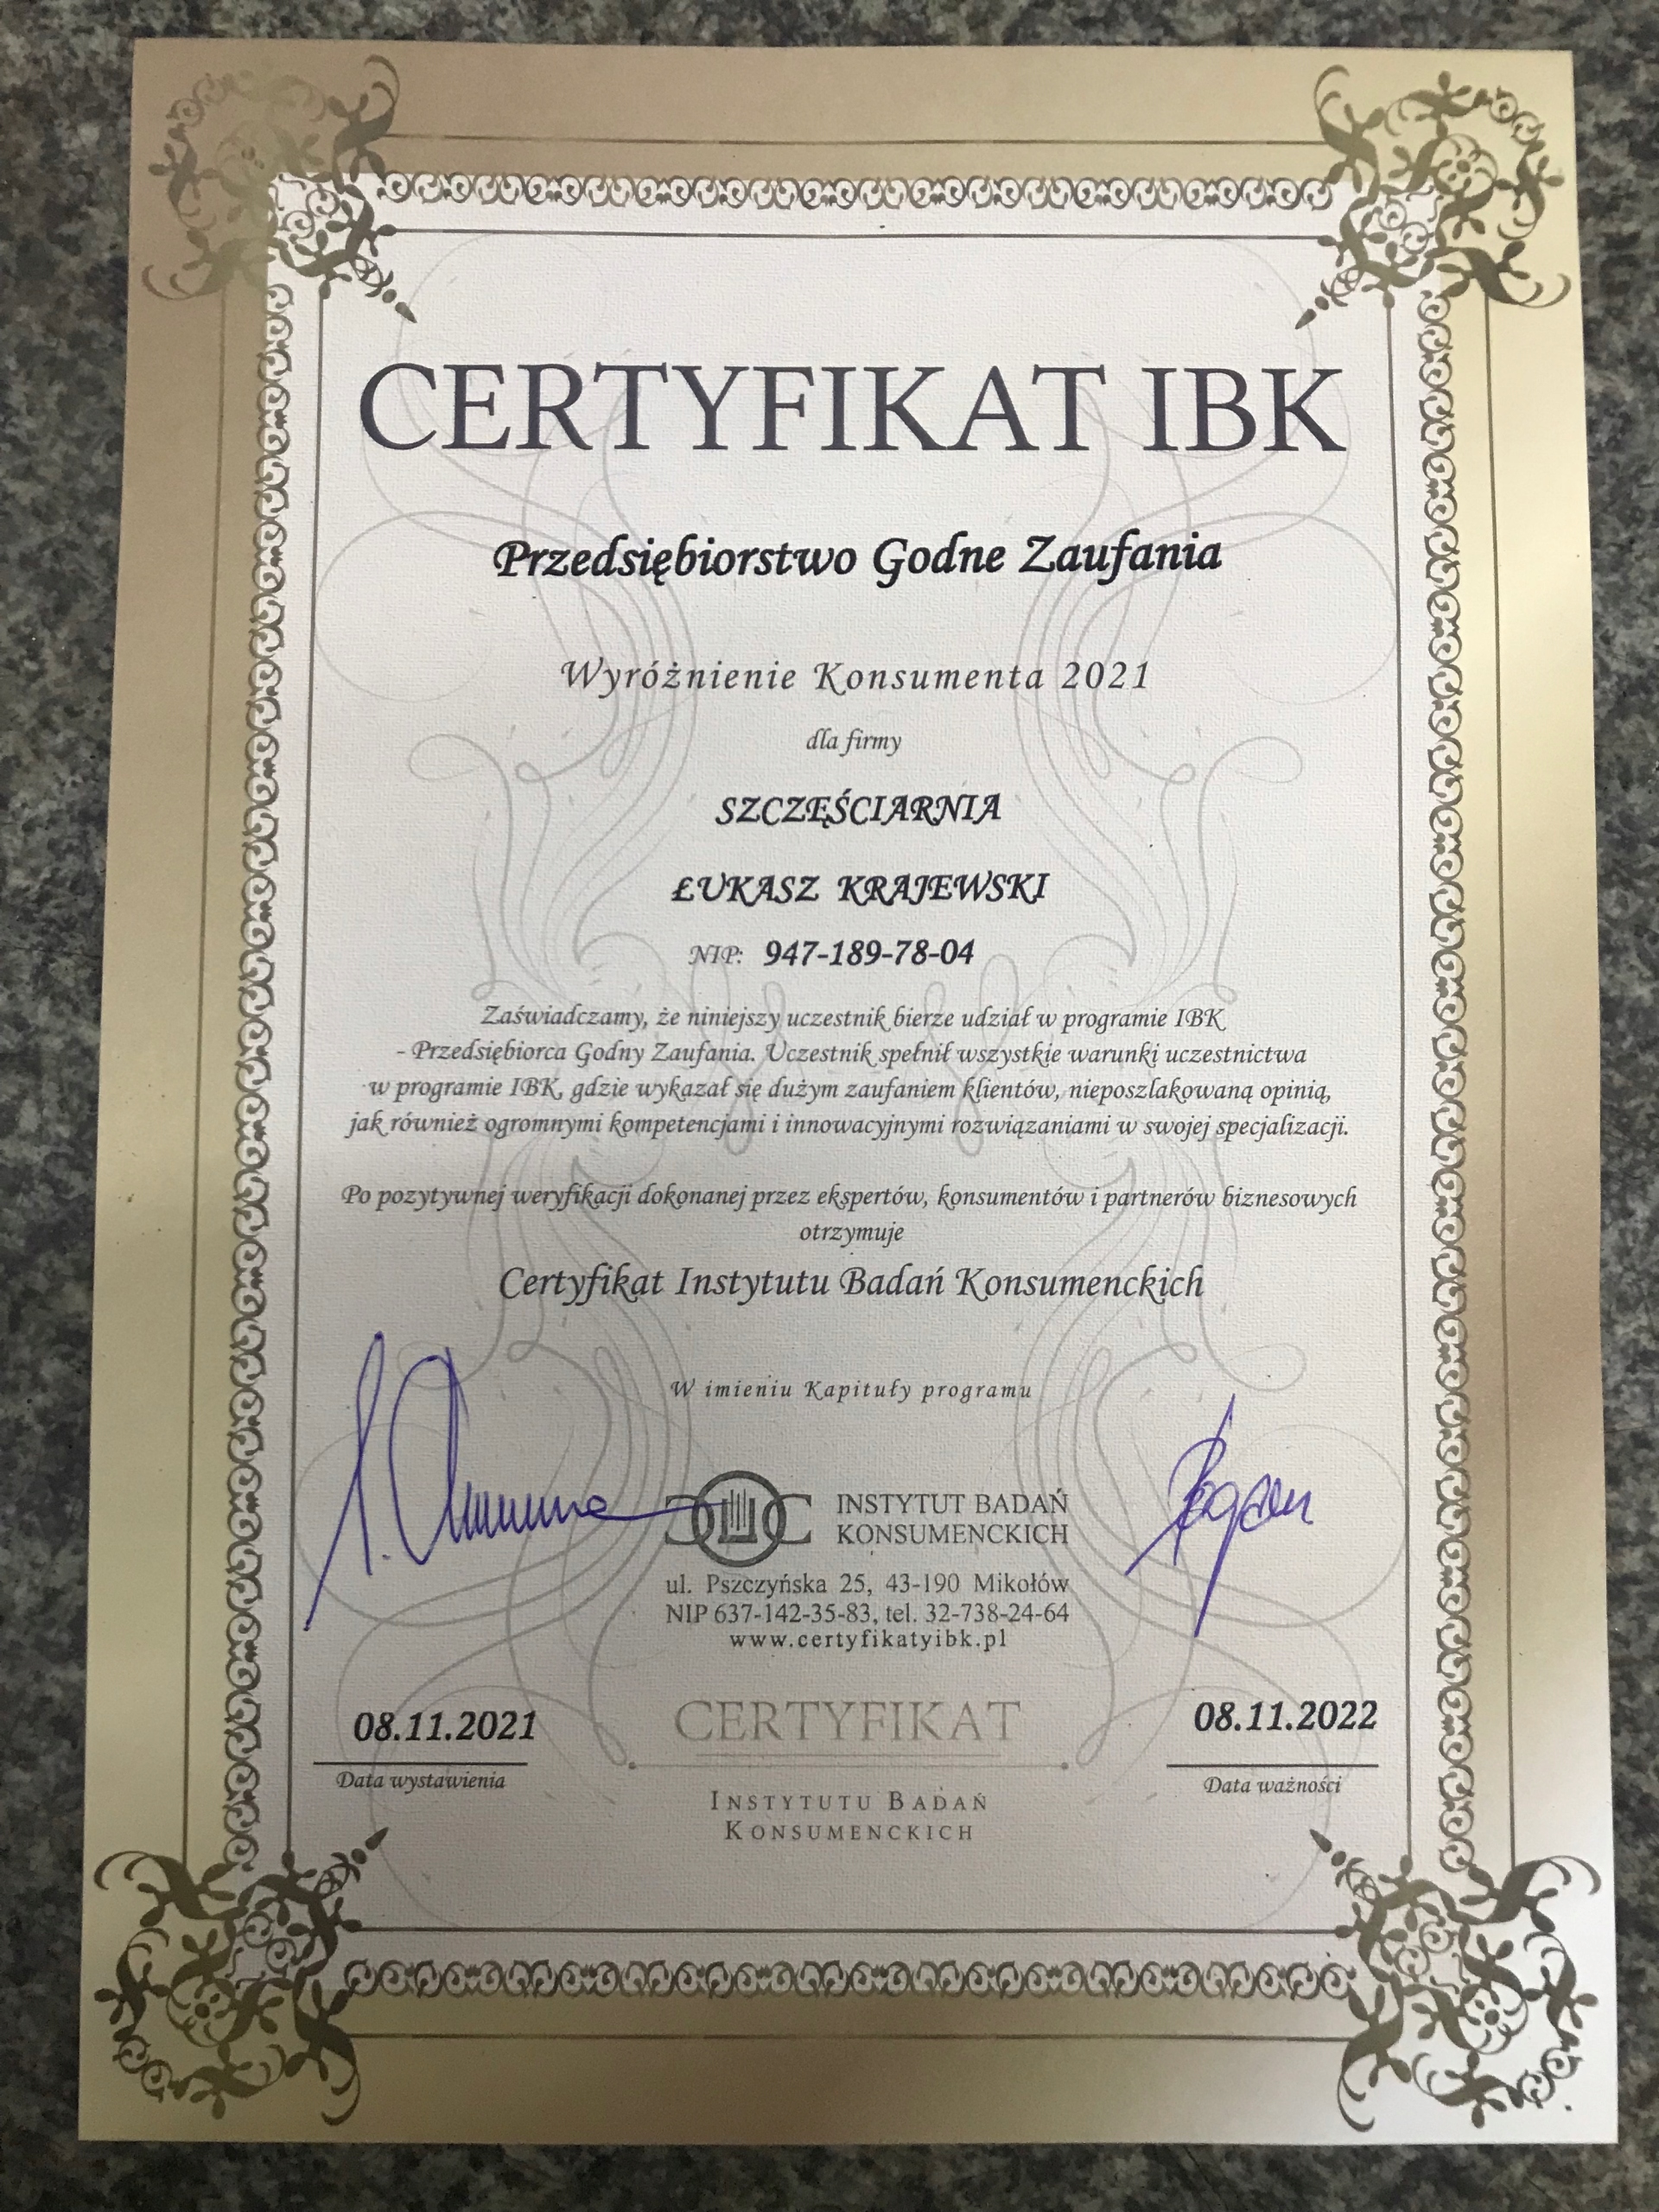 CERTYFIKAT IBK
Przedsiębiorstwo Godne Zaufania
Wyróżnienie Konsumenta 2021
dla firmy
SZCZĘŚCIARNIA
ŁUKASZ KRAJEWSKI
NIP: 947-189-78-04
Zaświadczamy, że niniejszy uczestnik bierze udział w programie IBK
- Przedsiębiorca Godny Zaufania. Uczestnik spełnił wszystkie warunki uczestnictwa
w programie IBK, gdzie wykazał się dużym zaufaniem klientów, nieposzlakowaną opinią,
jak również ogromnymi kompetencjami i innowacyjnymi rozwiązaniami w swojej specjalizacji.
Po pozytywnej weryfikacji dokonanej przez ekspertów, konsumentów i partnerów biznesowych
otrzymuje
Certyfikat Instytutu Badań Konsumenckich
W imieniu Kapituły programu
INSTYTUT BADAŃ
KONSUMENCKICH
ul. Pszczyńska 25, 43-190 Mikołów
NIP 637-142-35-83, tel. 32-738-24-64
www.certyfikatyibk.pl
08.11.2021
Data wystawienia
CERTYFIKAT
INSTYTUTU BADAŃ
KONSUMENCKICH
08.11.2022
Data ważności